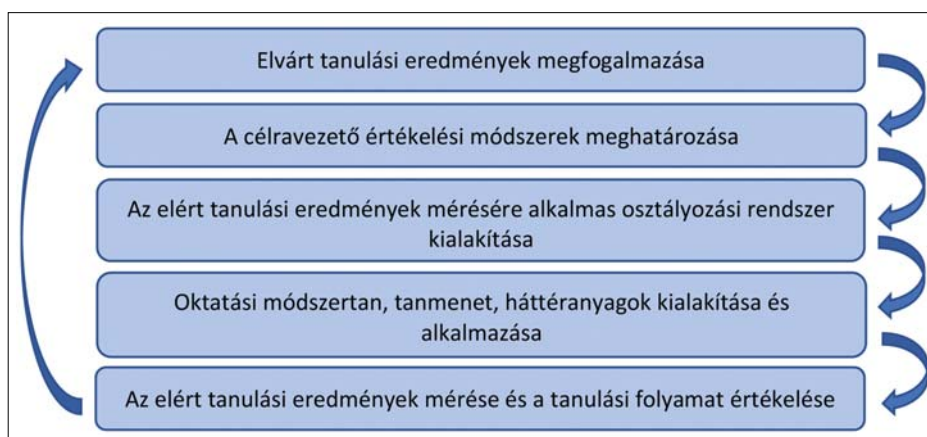 Elvárt tanulási eredmények megfogalmazása
A célravezető értékelési módszerek meghatározása
Az elért tanulási eredmények mérésére alkalmas osztályozási rendszer
kialakítása
Oktatási módszertan, tanmenet, háttéranyagok kialakítása és
alkalmazása
Az elért tanulási eredmények mérése és a tanulási folyamat értékelése